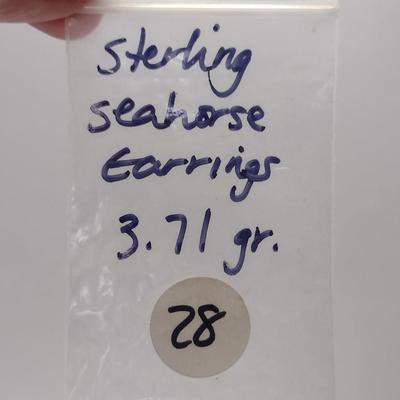 Sterling
Seahorse
Earrings
3.71 gr.
28